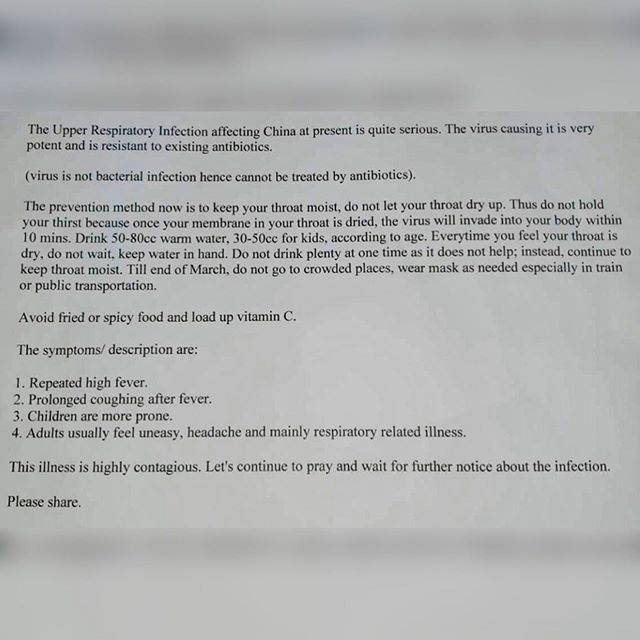 The Upper Respiratory Infection affecting China at present is quite serious. The virus causing it is very
potent and is resistant to existing antibiotics.
(virus is not bacterial infection hence cannot be treated by antibiotics).
The prevention method now is to keep your throat moist, do not let your throat dry up. Thus do not hold
your thirst because once your membrane in your throat is dried, the virus will invade into your body within
10 mins. Drink 50-80cc warm water, 30-50cc for kids, according to age. Everytime you feel your throat is
dry, do not wait, keep water in hand. Do not drink plenty at one time as it does not help; instead, continue to
keep throat moist. Till end of March, do not go to crowded places, wear mask as needed especially in train
or public transportation.
Avoid fried or spicy food and load up vitamin C.
The symptoms/ description are:
1. Repeated high fever.
2. Prolonged coughing after fever.
3. Children are more prone.
4. Adults usually feel uneasy, headache and mainly respiratory related illness.
This illness is highly contagious. Let's continue to pray and wait for further notice about the infection.
Please share.